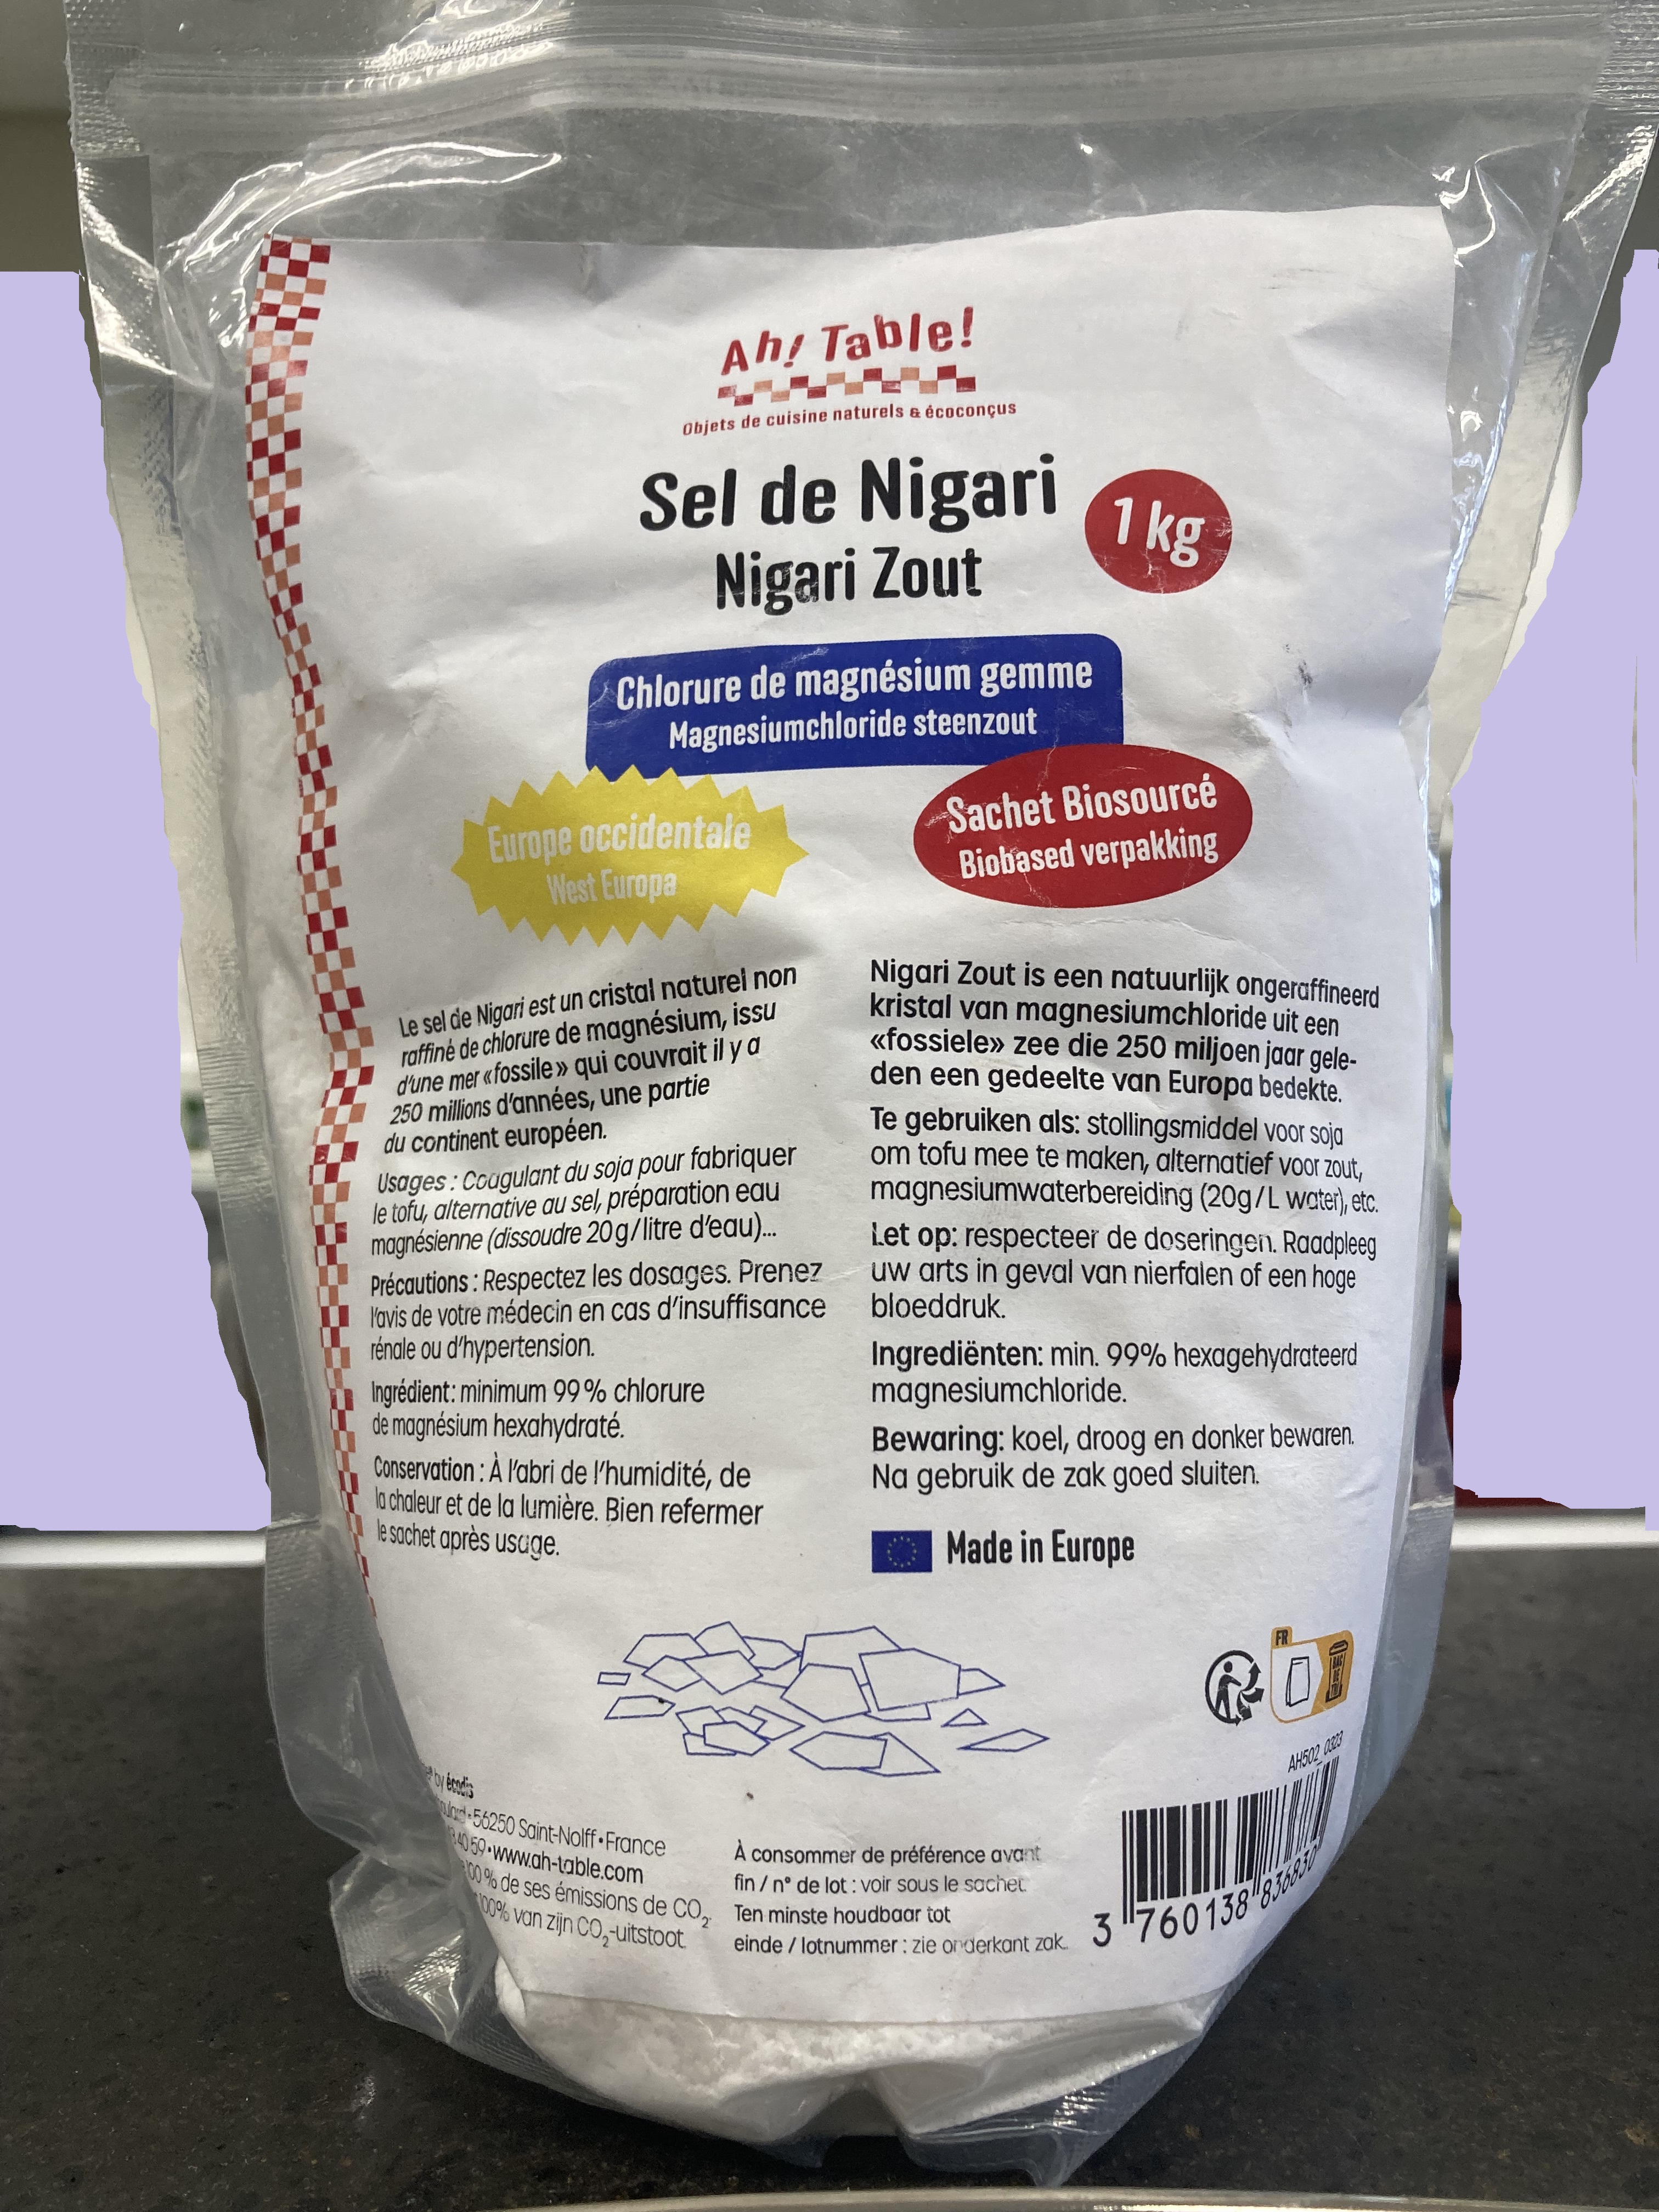 Ah! Table!
Objets de cuisine naturels & écoconçus
Sel de Nigari
Nigari Zout
1 kg
Chlorure de magnésium gemme
Magnesiumchloride steenzout
Europe occidentale
West Europa
Sachet Biosourcé
Biobased verpakking
Le sel de Nigari est un cristal naturel non
raffiné de chlorure de magnésium, issu
d'une mer «fossile» qui couvrait il y a
250 millions d'années, une partie
du continent européen.
Usages : Coagulant du soja pour fabriquer
le tofu, alternative au sel, préparation eau
magnésienne (dissoudre 20g/litre d'eau)...
Précautions : Respectez les dosages. Prenez
l'avis de votre médecin en cas d'insuffisance
rénale ou d'hypertension.
Ingrédient: minimum 99% chlorure
de magnésium hexahydraté.
Conservation : À l'abri de l'humidité, de
la chaleur et de la lumière. Bien refermer
le sachet après usage.
Nigari Zout is een natuurlijk ongeraffineerd
kristal van magnesiumchloride uit een
«fossiele» zee die 250 miljoen jaar gele-
den een gedeelte van Europa bedekte.
Te gebruiken als: stollingsmiddel voor soja
om tofu mee te maken, alternatief voor zout,
magnesiumwaterbereiding (20g/L water), etc.
Let op: respecteer de doseringen. Raadpleeg
uw arts in geval van nierfalen of een hoge
bloeddruk.
Ingrediënten: min. 99% hexagehydrateerd
magnesiumchloride.
Bewaring: koel, droog en donker bewaren.
Na gebruik de zak goed sluiten.
Made in Europe
FR
BAC
DE
TRI
AH502_0323
by écodis
56250 Saint-Nolff • France
40 59 • www.ah-table.com
100% de ses émissions de CO₂.
100% van zijn CO₂-uitstoot.
À consommer de préférence avant
fin / n° de lot : voir sous le sachet.
Ten minste houdbaar tot
einde / lotnummer : zie onderkant zak.
3 760138 836830